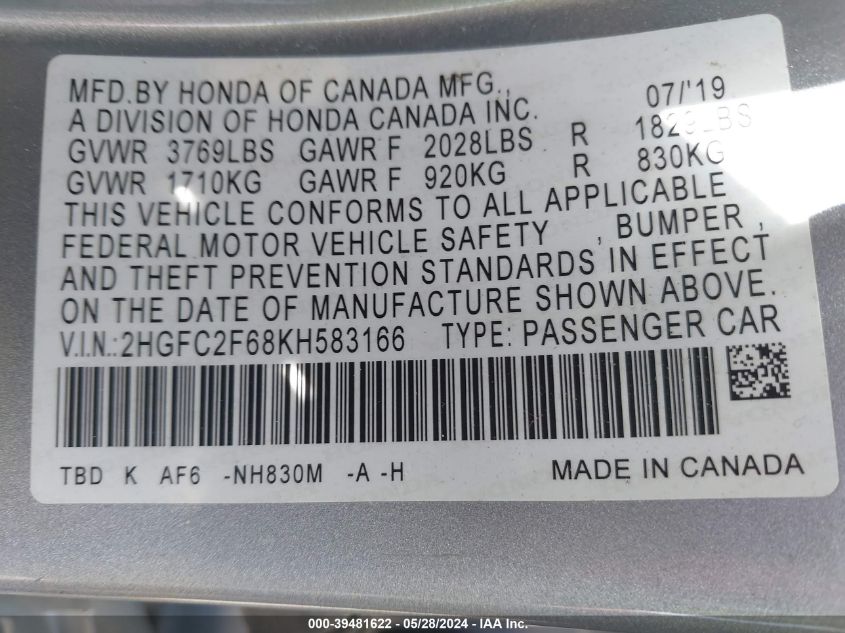 MFD.BY HONDA OF CANADA MFG., 07/'19
A DIVISION OF HONDA CANADA INC.
GVWR 3769LBS GAWR F 2028LBS R 1829LBS
GVWR 1710KG GAWR F 920KG R 830KG
THIS VEHICLE CONFORMS TO ALL APPLICABLE
FEDERAL MOTOR VEHICLE SAFETY , BUMPER ,
AND THEFT PREVENTION STANDARDS IN EFFECT
ON THE DATE OF MANUFACTURE SHOWN ABOVE.
V.I.N.:2HGFC2F68KH583166 TYPE: PASSENGER CAR
TBD K AF6 -NH830M -A -H MADE IN CANADA
000-39481622 - 05/28/2024 - IAA Inc.